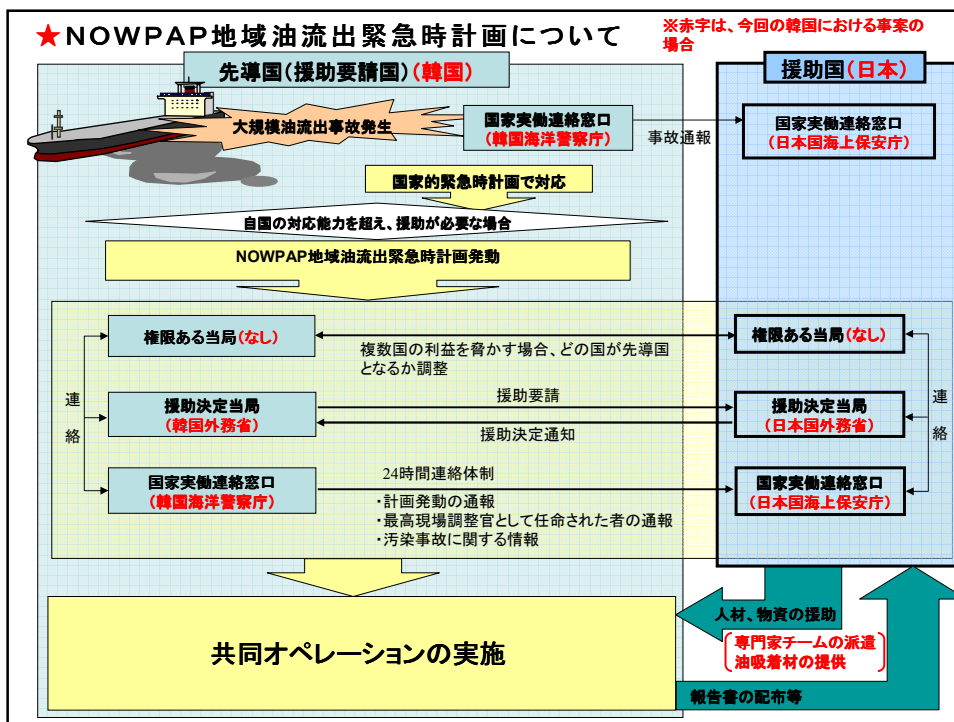 ★NOWPAP地域油流出緊急時計画について
※赤字は、今回の韓国における事案の
場合
先導国(援助要請国)(韓国)
援助国(日本)
大規模油流出事故発生
国家実働連絡窓口
(韓国海洋警察庁)
事故通報
国家実働連絡窓口
(日本国海上保安庁)
国家的緊急時計画で対応
自国の対応能力を超え、援助が必要な場合
NOWPAP地域油流出緊急時計画発動
権限ある当局(なし)
権限ある当局(なし)
複数国の利益を脅かす場合、どの国が先導国
となるか調整
連
絡
援助決定当局
(韓国外務省)
援助要請
援助決定通知
援助決定当局
(日本国外務省)
連
絡
国家実働連絡窓口
(韓国海洋警察庁)
24時間連絡体制
・計画発動の通報
・最高現場調整官として任命された者の通報
・汚染事故に関する情報
国家実働連絡窓口
(日本国海上保安庁)
共同オペレーションの実施
人材、物資の援助
専門家チームの派遣
油吸着材の提供
報告書の配布等